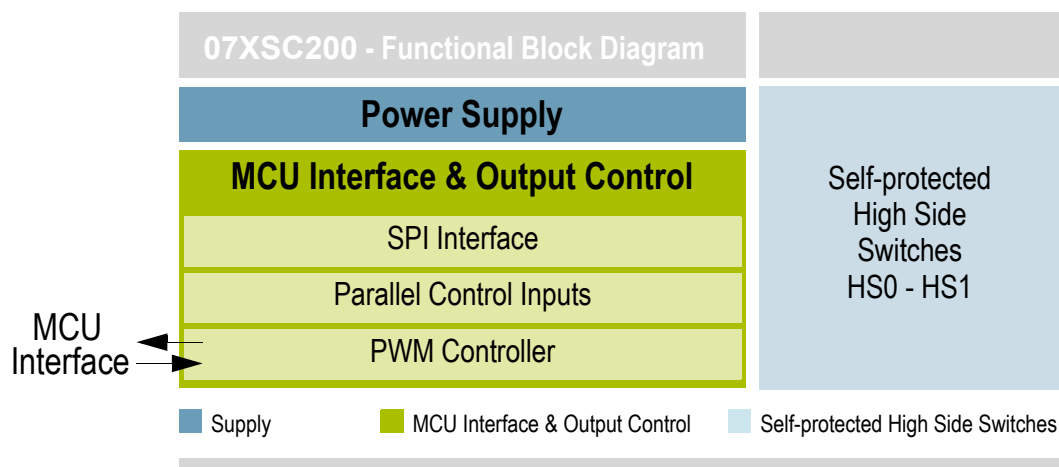 07XSC200 - Functional Block Diagram
Power Supply
MCU Interface & Output Control
SPI Interface
Parallel Control Inputs
PWM Controller
MCU
Interface
Self-protected
High Side
Switches
HS0 - HS1
Supply
MCU Interface & Output Control
Self-protected High Side Switches